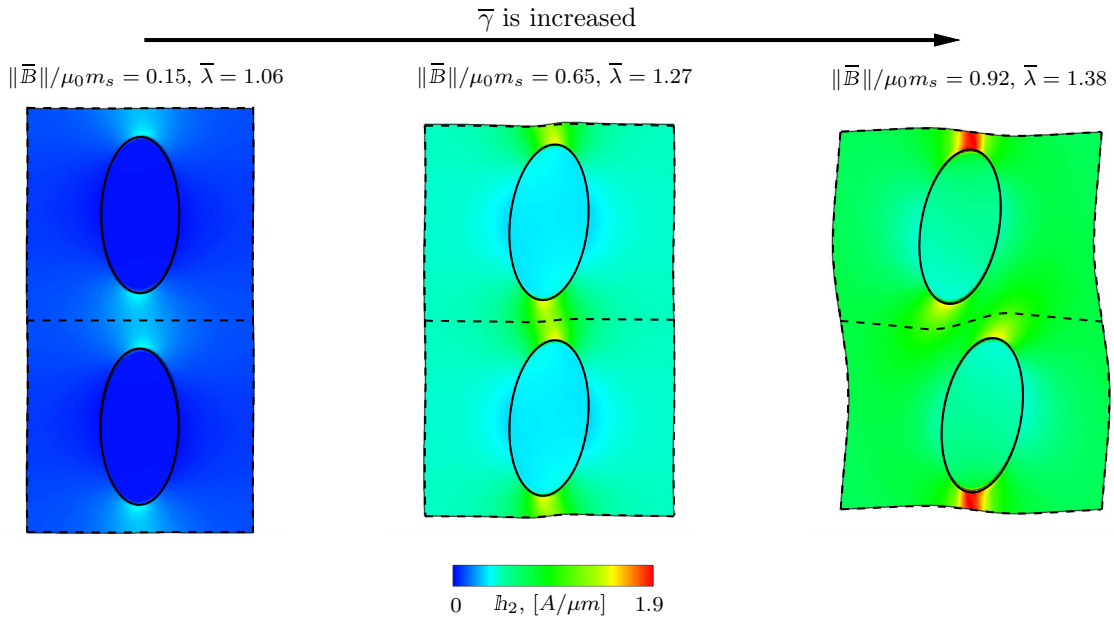 γ̅ is increased
‖𝔹̅‖/μ₀mₛ = 0.15, λ̅ = 1.06
‖𝔹̅‖/μ₀mₛ = 0.65, λ̅ = 1.27
‖𝔹̅‖/μ₀mₛ = 0.92, λ̅ = 1.38
0 𝕙₂, [A/μm] 1.9